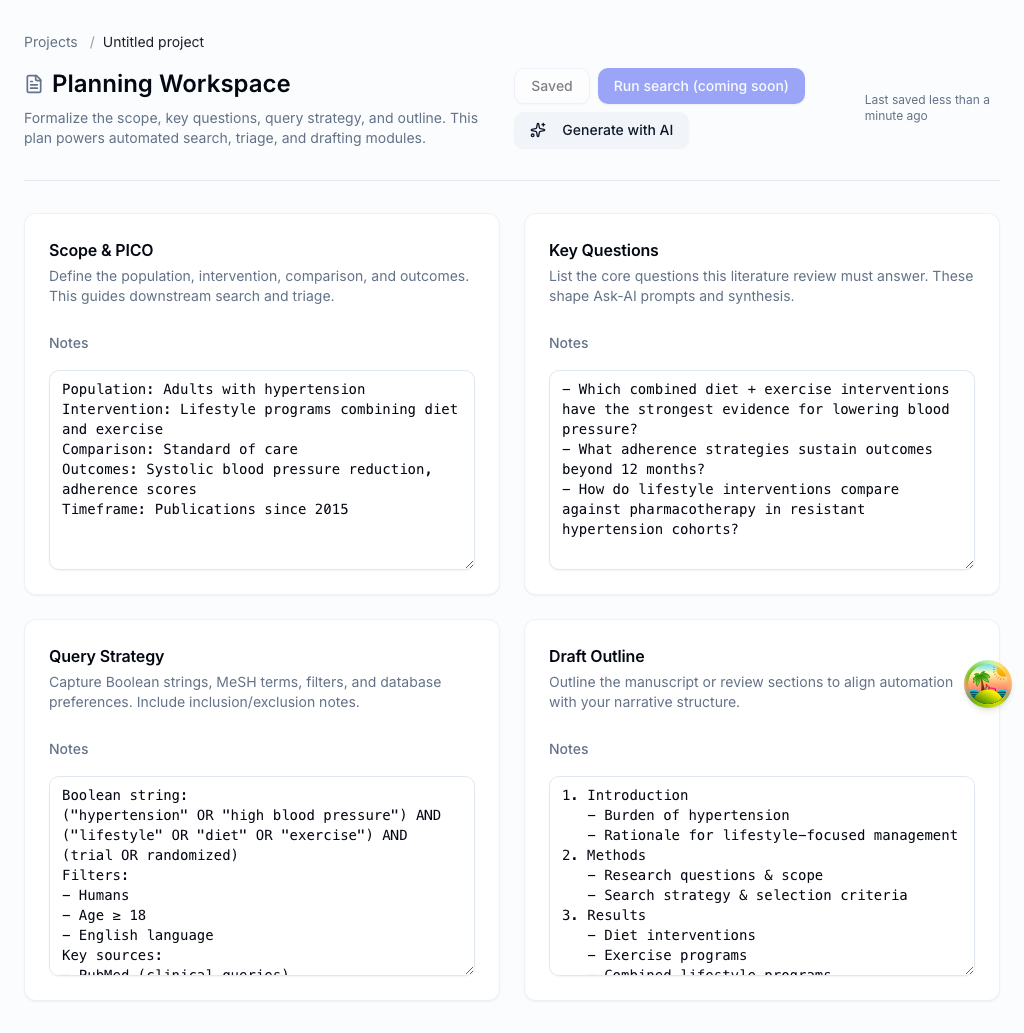 Projects / Untitled project
Planning Workspace
Formalize the scope, key questions, query strategy, and outline. This
plan powers automated search, triage, and drafting modules.
Saved
Run search (coming soon)
Generate with AI
Last saved less than a
minute ago
Scope & PICO
Define the population, intervention, comparison, and outcomes.
This guides downstream search and triage.
Notes
Population: Adults with hypertension
Intervention: Lifestyle programs combining diet
and exercise
Comparison: Standard of care
Outcomes: Systolic blood pressure reduction,
adherence scores
Timeframe: Publications since 2015
Key Questions
List the core questions this literature review must answer. These
shape Ask-AI prompts and synthesis.
Notes
– Which combined diet + exercise interventions
have the strongest evidence for lowering blood
pressure?
– What adherence strategies sustain outcomes
beyond 12 months?
– How do lifestyle interventions compare
against pharmacotherapy in resistant
hypertension cohorts?
Query Strategy
Capture Boolean strings, MeSH terms, filters, and database
preferences. Include inclusion/exclusion notes.
Notes
Boolean string:
("hypertension" OR "high blood pressure") AND
("lifestyle" OR "diet" OR "exercise") AND
(trial OR randomized)
Filters:
– Humans
– Age ≥ 18
– English language
Key sources:
– PubMed (clinical queries)
Draft Outline
Outline the manuscript or review sections to align automation
with your narrative structure.
Notes
1. Introduction
– Burden of hypertension
– Rationale for lifestyle–focused management
2. Methods
– Research questions & scope
– Search strategy & selection criteria
3. Results
– Diet interventions
– Exercise programs
– Combined lifestyle programs